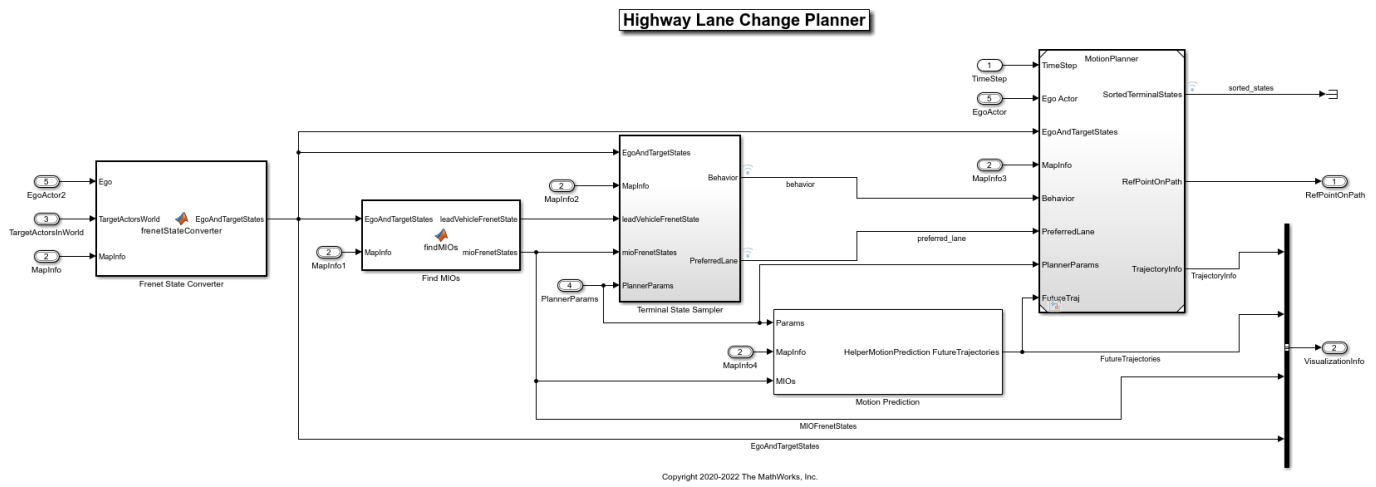 Highway Lane Change Planner
5
EgoActor2
3
TargetActorsInWorld
2
MapInfo
Ego
TargetActorsWorld
MapInfo
frenetStateConverter
EgoAndTargetStates
Frenet State Converter
2
MapInfo1
EgoAndTargetStates
MapInfo
findMIOs
leadVehicleFrenetState
mioFrenetStates
Find MIOs
2
MapInfo2
4
PlannerParams
EgoAndTargetStates
MapInfo
leadVehicleFrenetState
mioFrenetStates
PlannerParams
Behavior
PreferredLane
Terminal State Sampler
behavior
preferred_lane
2
MapInfo4
Params
MapInfo
MIOs
HelperMotionPrediction FutureTrajectories
Motion Prediction
1
TimeStep
5
EgoActor
2
MapInfo3
MotionPlanner
TimeStep
Ego Actor
EgoAndTargetStates
MapInfo
Behavior
PreferredLane
PlannerParams
FutureTraj
SortedTerminalStates
RefPointOnPath
TrajectoryInfo
sorted_states
1
RefPointOnPath
TrajectoryInfo
FutureTrajectories
MIOFrenetStates
EgoAndTargetStates
2
VisualizationInfo
Copyright 2020-2022 The MathWorks, Inc.